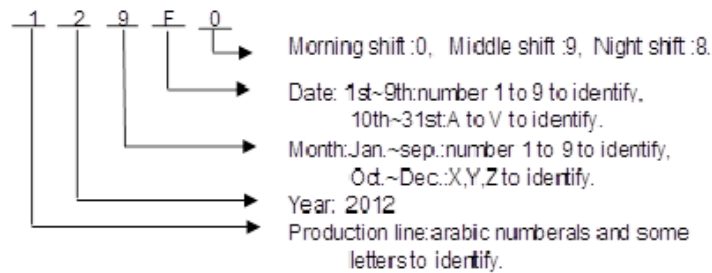 1 2 9 F 0
Morning shift :0, Middle shift :9, Night shift :8.
Date: 1st~9th:number 1 to 9 to identify,
10th~31st:A to V to identify.
Month:Jan.~sep.:number 1 to 9 to identify,
Oct.~Dec.:X,Y,Z to identify.
Year: 2012
Production line:arabic numberals and some
letters to identify.